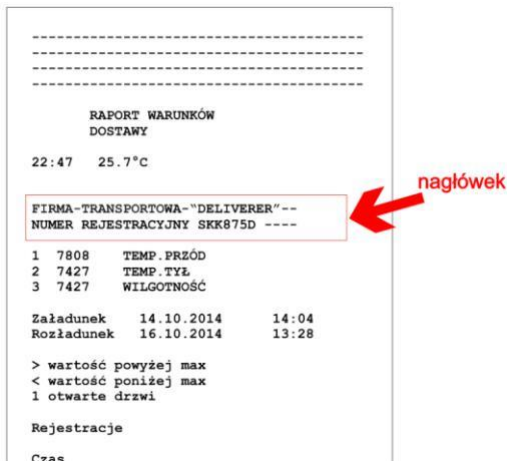 ------------------------------------
------------------------------------
------------------------------------
------------------------------------
RAPORT WARUNKÓW
DOSTAWY
22:47 25.7°C
nagłówek
FIRMA-TRANSPORTOWA-"DELIVERER"--
NUMER REJESTRACYJNY SKK875D ----
1 7808 TEMP.PRZÓD
2 7427 TEMP.TYŁ
3 7427 WILGOTNOŚĆ
Załadunek 14.10.2014 14:04
Rozładunek 16.10.2014 13:28
> wartość powyżej max
< wartość poniżej max
1 otwarte drzwi
Rejestracje
Czas